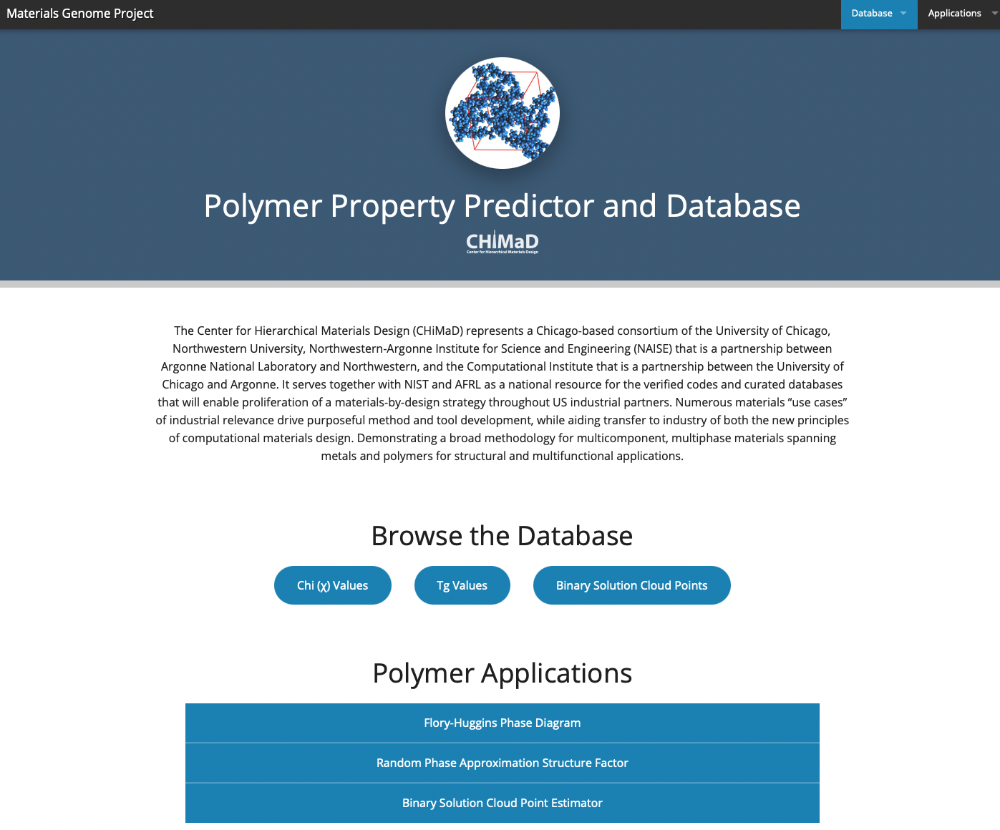 Materials Genome Project
Database
Applications
Polymer Property Predictor and Database
CHiMaD
Center for Hierarchical Materials Design
The Center for Hierarchical Materials Design (CHiMaD) represents a Chicago-based consortium of the University of Chicago,
Northwestern University, Northwestern-Argonne Institute for Science and Engineering (NAISE) that is a partnership between
Argonne National Laboratory and Northwestern, and the Computational Institute that is a partnership between the University of
Chicago and Argonne. It serves together with NIST and AFRL as a national resource for the verified codes and curated databases
that will enable proliferation of a materials-by-design strategy throughout US industrial partners. Numerous materials “use cases”
of industrial relevance drive purposeful method and tool development, while aiding transfer to industry of both the new principles
of computational materials design. Demonstrating a broad methodology for multicomponent, multiphase materials spanning
metals and polymers for structural and multifunctional applications.
Browse the Database
Chi (χ) Values
Tg Values
Binary Solution Cloud Points
Polymer Applications
Flory-Huggins Phase Diagram
Random Phase Approximation Structure Factor
Binary Solution Cloud Point Estimator